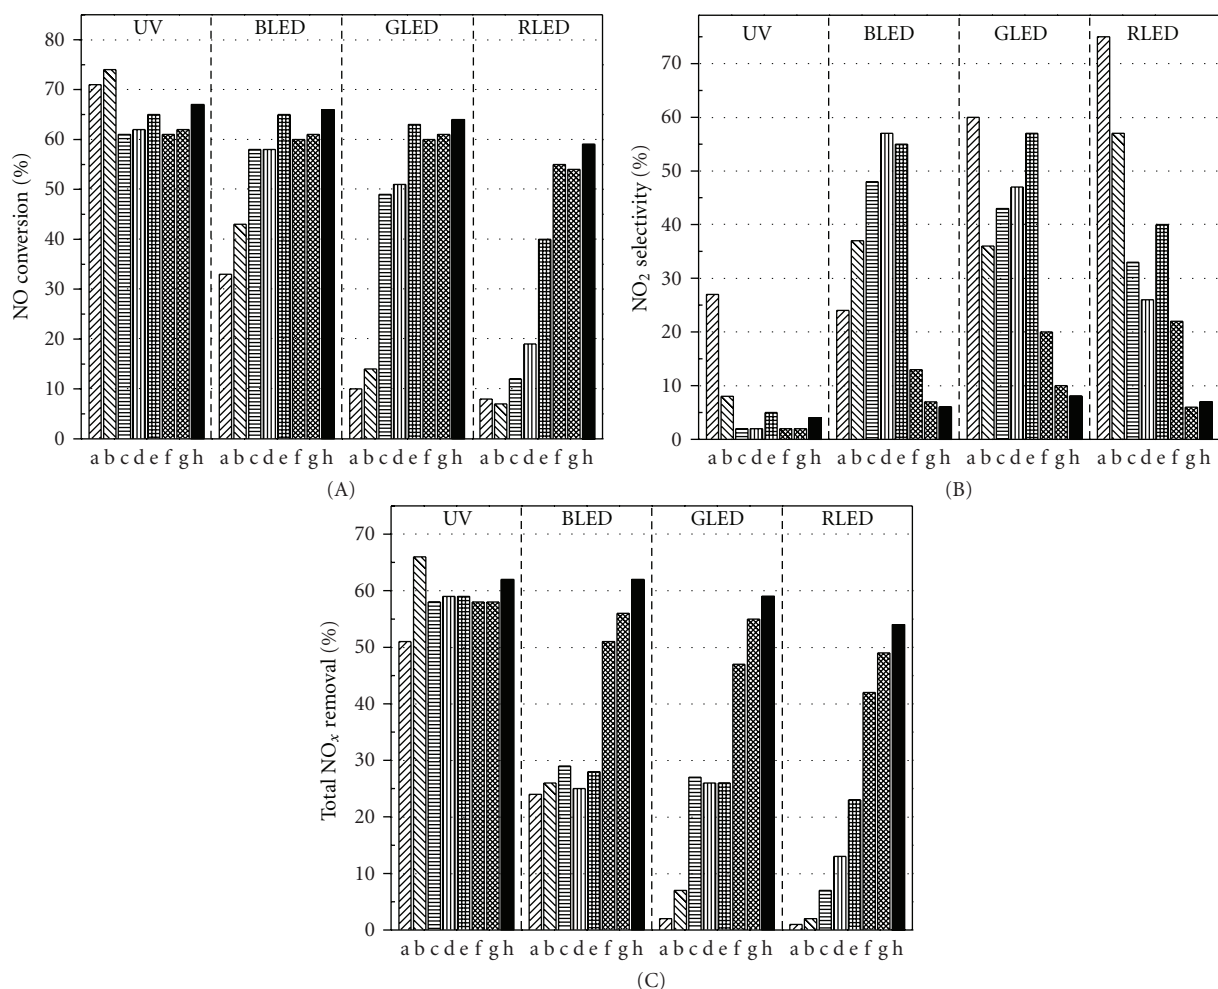 UV BLED GLED RLED
NO conversion (%)
80
70
60
50
40
30
20
10
0
a b c d e f g h a b c d e f g h a b c d e f g h a b c d e f g h
(A)
UV BLED GLED RLED
NO2 selectivity (%)
70
60
50
40
30
20
10
0
a b c d e f g h a b c d e f g h a b c d e f g h a b c d e f g h
(B)
UV BLED GLED RLED
Total NOx removal (%)
70
60
50
40
30
20
10
0
a b c d e f g h a b c d e f g h a b c d e f g h a b c d e f g h
(C)